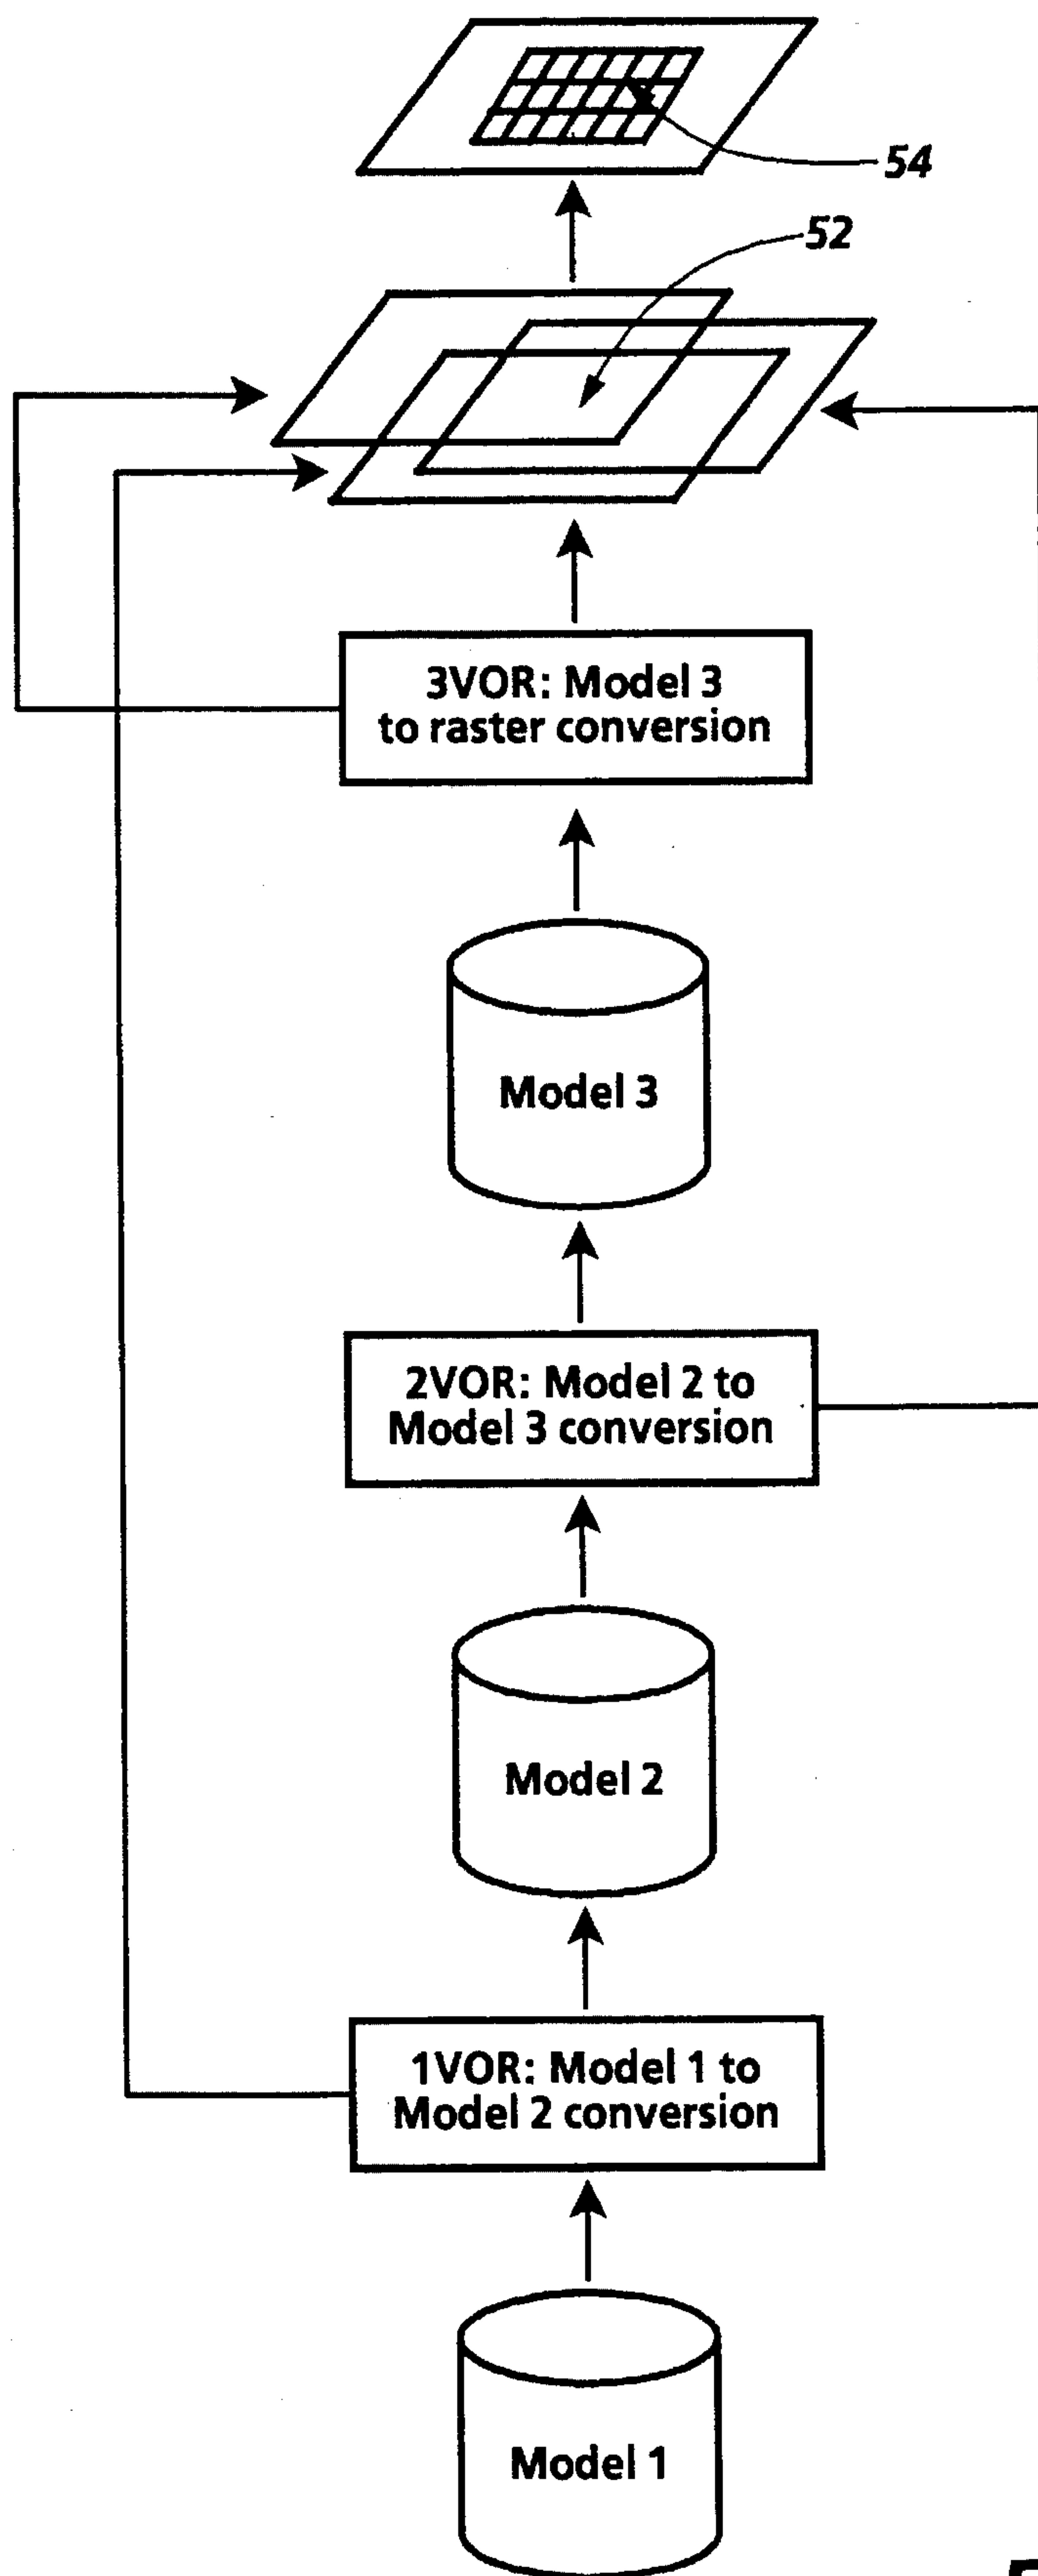 54
52
3VOR: Model 3
to raster conversion
Model 3
2VOR: Model 2 to
Model 3 conversion
Model 2
1VOR: Model 1 to
Model 2 conversion
Model 1